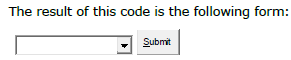 The result of this code is the following form:
Submit